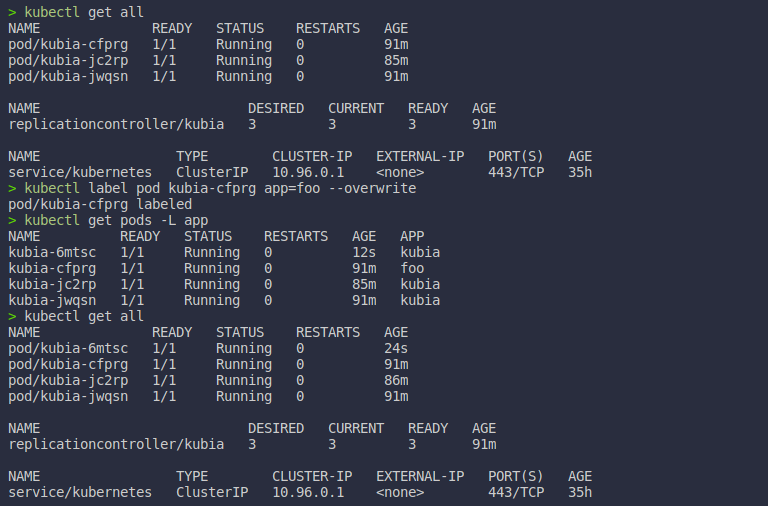 > kubectl get all
NAME              READY   STATUS    RESTARTS   AGE
pod/kubia-cfprg   1/1     Running   0          91m
pod/kubia-jc2rp   1/1     Running   0          85m
pod/kubia-jwqsn   1/1     Running   0          91m

NAME                          DESIRED   CURRENT   READY   AGE
replicationcontroller/kubia   3         3         3       91m

NAME                 TYPE        CLUSTER-IP   EXTERNAL-IP   PORT(S)   AGE
service/kubernetes   ClusterIP   10.96.0.1    <none>        443/TCP   35h
> kubectl label pod kubia-cfprg app=foo --overwrite
pod/kubia-cfprg labeled
> kubectl get pods -L app
NAME          READY   STATUS    RESTARTS   AGE   APP
kubia-6mtsc   1/1     Running   0          12s   kubia
kubia-cfprg   1/1     Running   0          91m   foo
kubia-jc2rp   1/1     Running   0          85m   kubia
kubia-jwqsn   1/1     Running   0          91m   kubia
> kubectl get all
NAME              READY   STATUS    RESTARTS   AGE
pod/kubia-6mtsc   1/1     Running   0          24s
pod/kubia-cfprg   1/1     Running   0          91m
pod/kubia-jc2rp   1/1     Running   0          86m
pod/kubia-jwqsn   1/1     Running   0          91m

NAME                          DESIRED   CURRENT   READY   AGE
replicationcontroller/kubia   3         3         3       91m

NAME                 TYPE        CLUSTER-IP   EXTERNAL-IP   PORT(S)   AGE
service/kubernetes   ClusterIP   10.96.0.1    <none>        443/TCP   35h